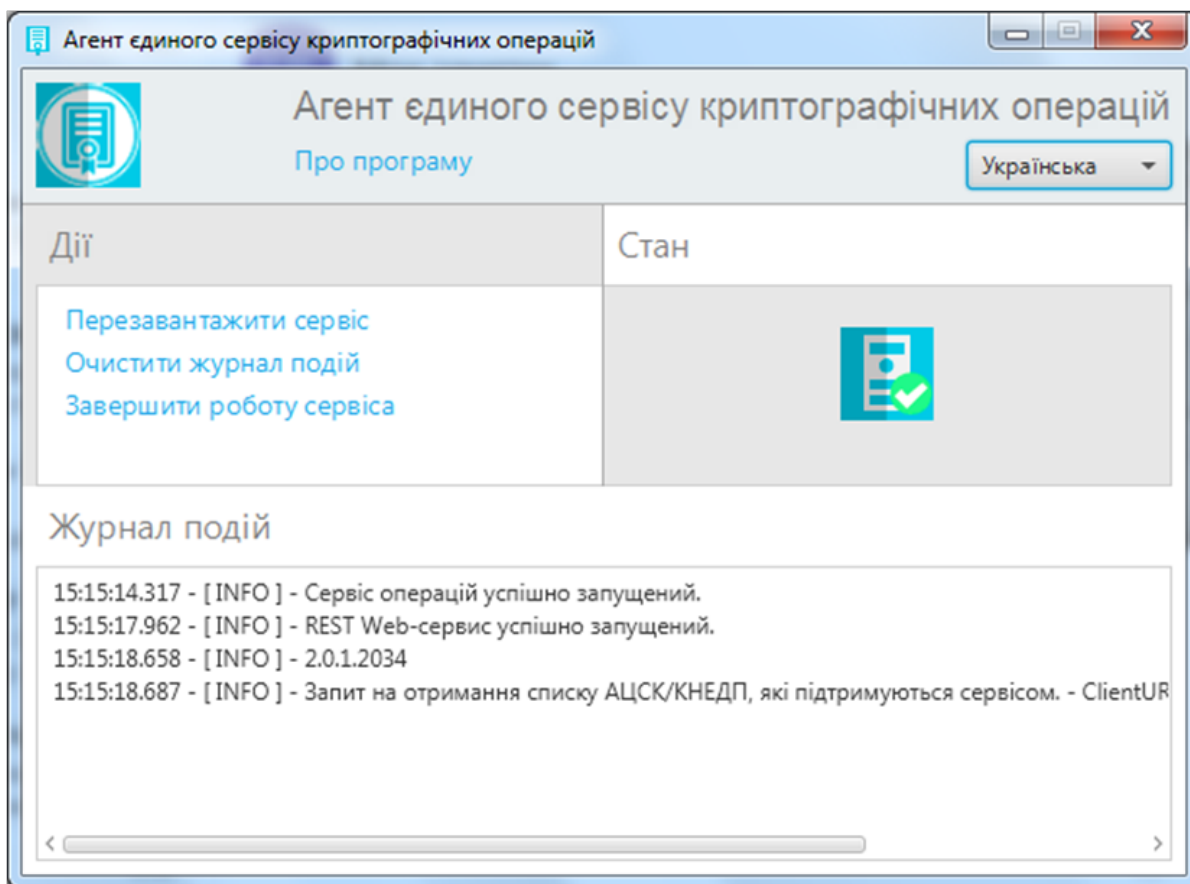 Агент єдиного сервісу криптографічних операцій
Агент єдиного сервісу криптографічних операцій
Про програму
Українська
Дії
Стан
Перезавантажити сервіс
Очистити журнал подій
Завершити роботу сервіса
Журнал подій
15:15:14.317 - [ INFO ] - Сервіс операцій успішно запущений.
15:15:17.962 - [ INFO ] - REST Web-сервис успішно запущений.
15:15:18.658 - [ INFO ] - 2.0.1.2034
15:15:18.687 - [ INFO ] - Запит на отримання списку АЦСК/КНЕДП, які підтримуються сервісом. - ClientUR